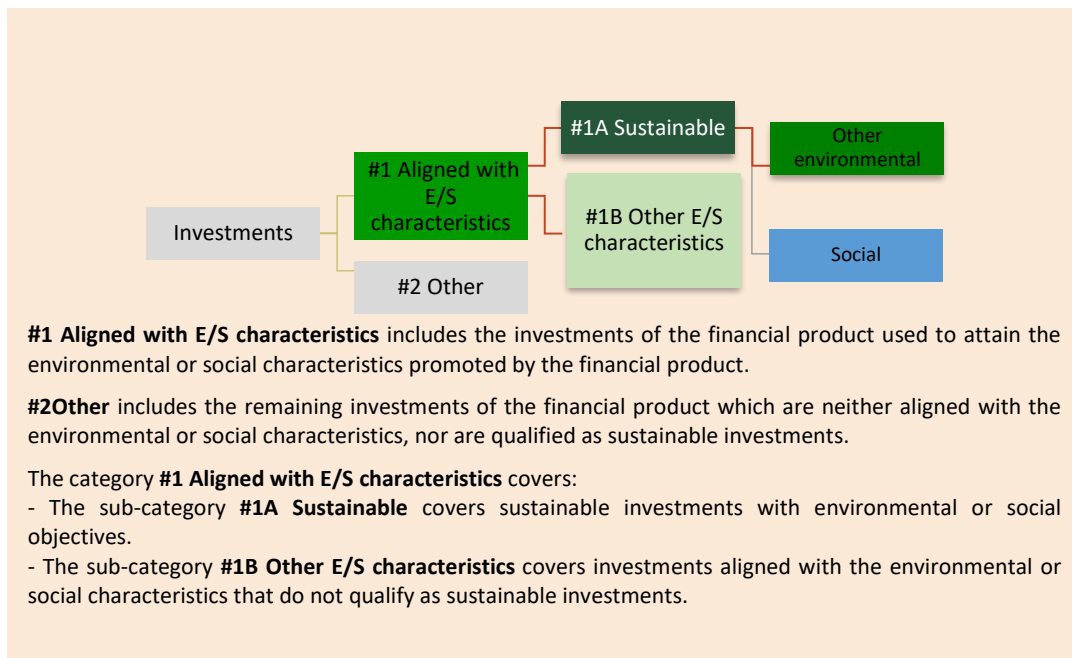 #1A Sustainable
Other
environmental
#1 Aligned with
E/S
characteristics
#1B Other E/S
characteristics
Investments
Social
#2 Other
#1 Aligned with E/S characteristics includes the investments of the financial product used to attain the
environmental or social characteristics promoted by the financial product.
#2Other includes the remaining investments of the financial product which are neither aligned with the
environmental or social characteristics, nor are qualified as sustainable investments.
The category #1 Aligned with E/S characteristics covers:
- The sub-category #1A Sustainable covers sustainable investments with environmental or social
objectives.
- The sub-category #1B Other E/S characteristics covers investments aligned with the environmental or
social characteristics that do not qualify as sustainable investments.